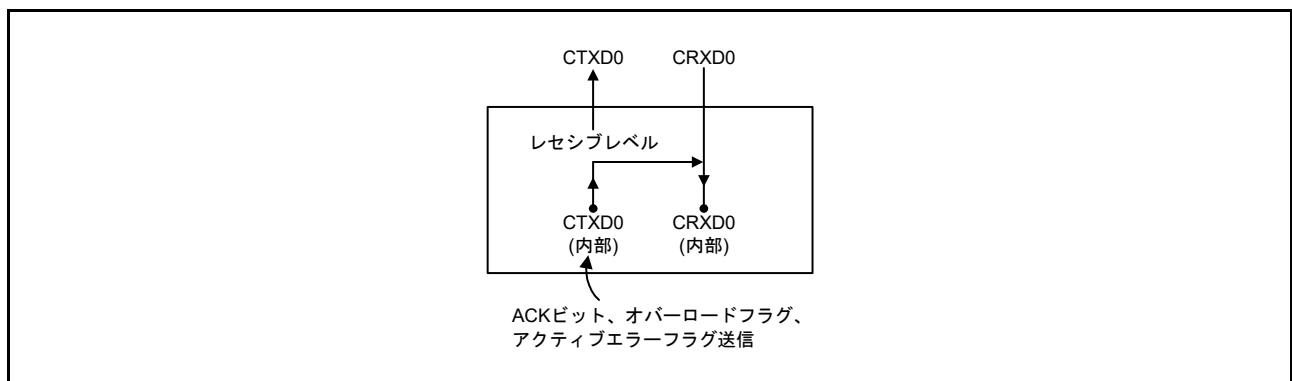 CTXD0 CRXD0
レセシブレベル
CTXD0 CRXD0
(内部) (内部)
ACKビット、オバーロードフラグ、
アクティブエラーフラグ送信